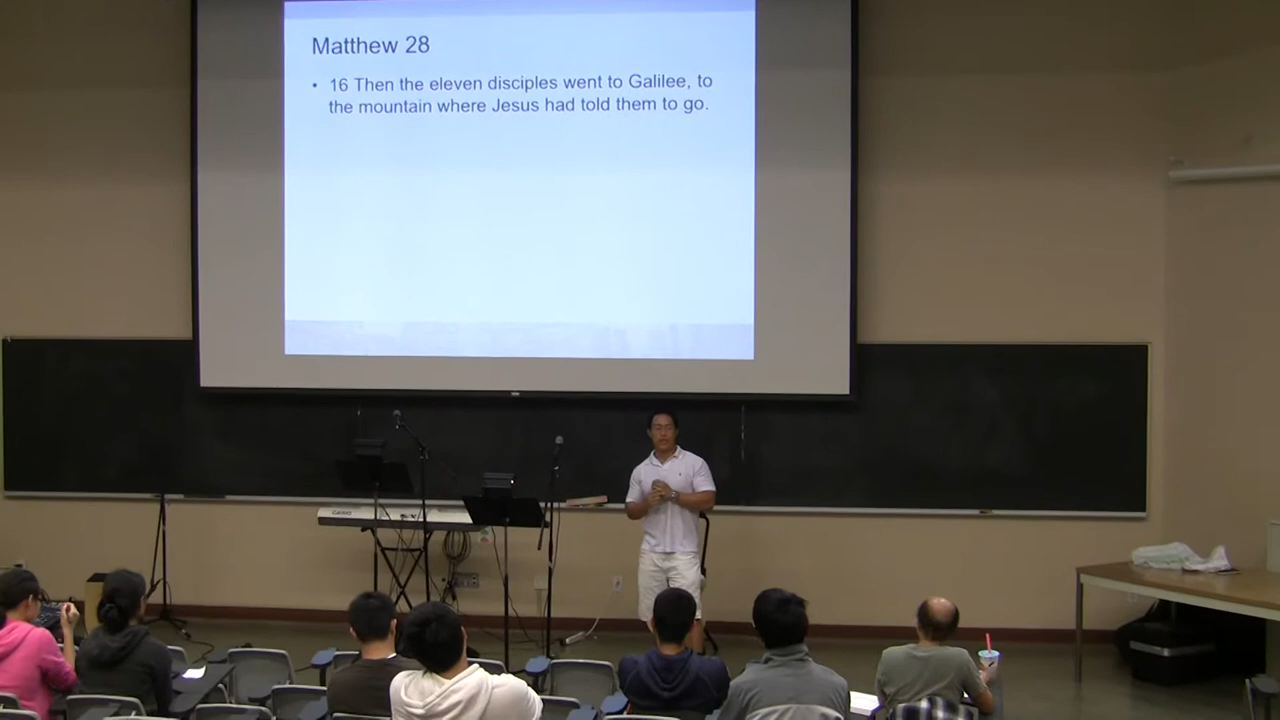 Matthew 28
• 16 Then the eleven disciples went to Galilee, to
the mountain where Jesus had told them to go.
CASIO